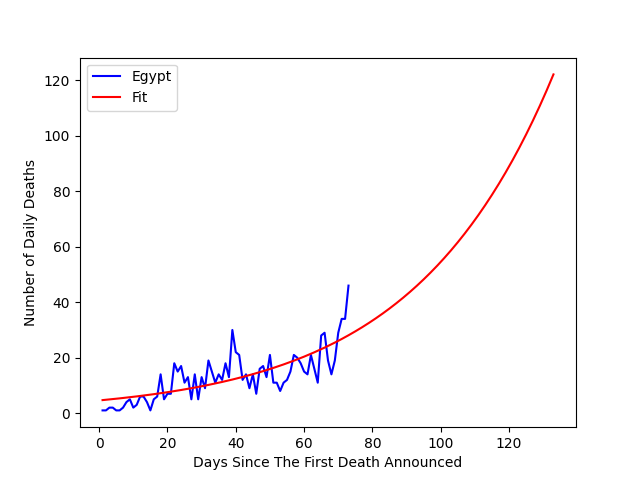 Egypt
Fit
120
100
80
60
40
20
0
Number of Daily Deaths
0 20 40 60 80 100 120
Days Since The First Death Announced